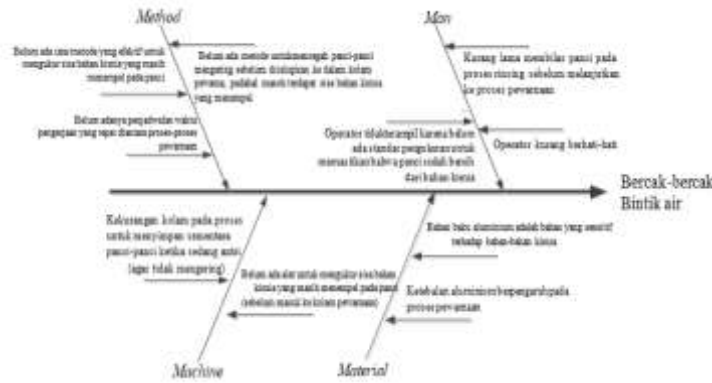 Method
Man
Belum ada metode yang efektif untuk
mengukur sisa bahan kimia yang masih
menempel pada panci
Belum ada metode untuk mencegah panci-panci
mengering sebelum dicelupkan ke dalam kolam
pewarna, padahal masih terdapat sisa bahan kimia
yang menempel
Kurang lama membilas panci pada
proses rinsing sebelum melanjutkan
ke proses pewarnaan
Belum adanya penjadwalan waktu
pengerjaan yang tepat diantara proses-proses
pewarnaan
Operator tidak terampil karena belum
ada standar pengukuran untuk
memastikan bahwa panci sudah bersih
dari bahan kimia
Operator kurang berhati-hati
Bercak-bercak
Bintik air
Kekurangan kolam pada proses
untuk menyimpan sementara
panci-panci ketika sedang antri
(agar tidak mengering)
Belum ada alat untuk mengukur sisa bahan
kimia yang masih menempel pada panci
(sebelum masuk ke kolam pewarnaan)
Bahan baku aluminium adalah bahan yang sensitif
terhadap bahan-bahan kimia
Ketebalan aluminium berpengaruh pada
proses pewarnaan
Machine
Material